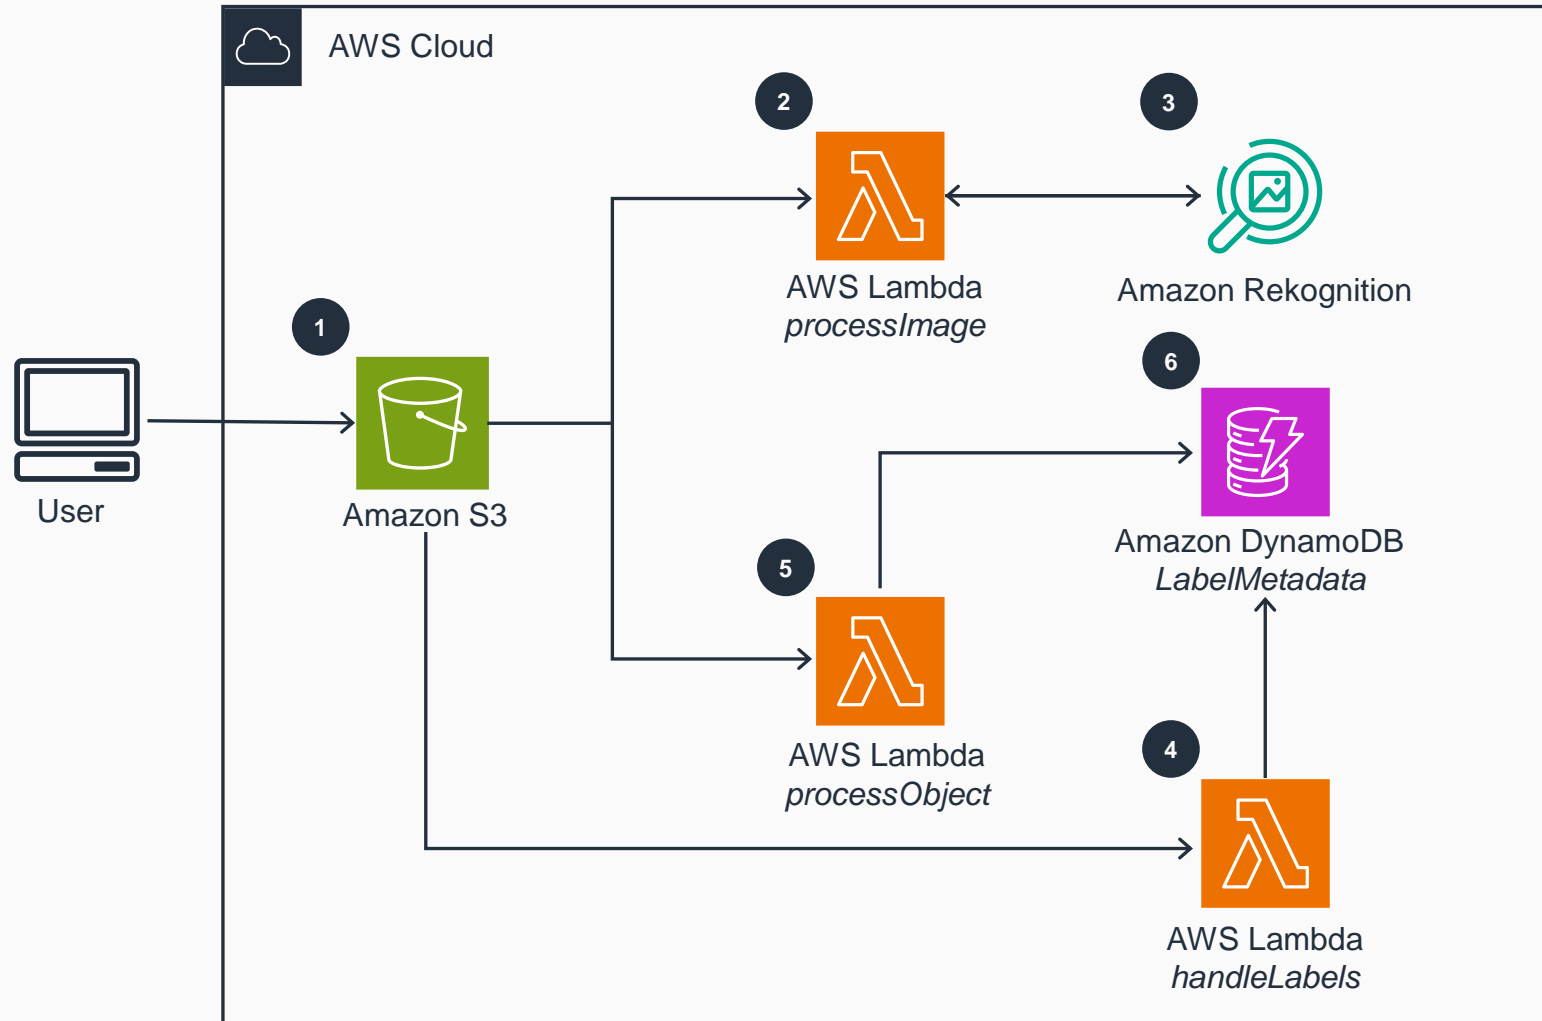 AWS Cloud
2
3
AWS Lambda
processImage
Amazon Rekognition
1
6
User
Amazon S3
Amazon DynamoDB
LabelMetadata
5
AWS Lambda
processObject
4
AWS Lambda
handleLabels